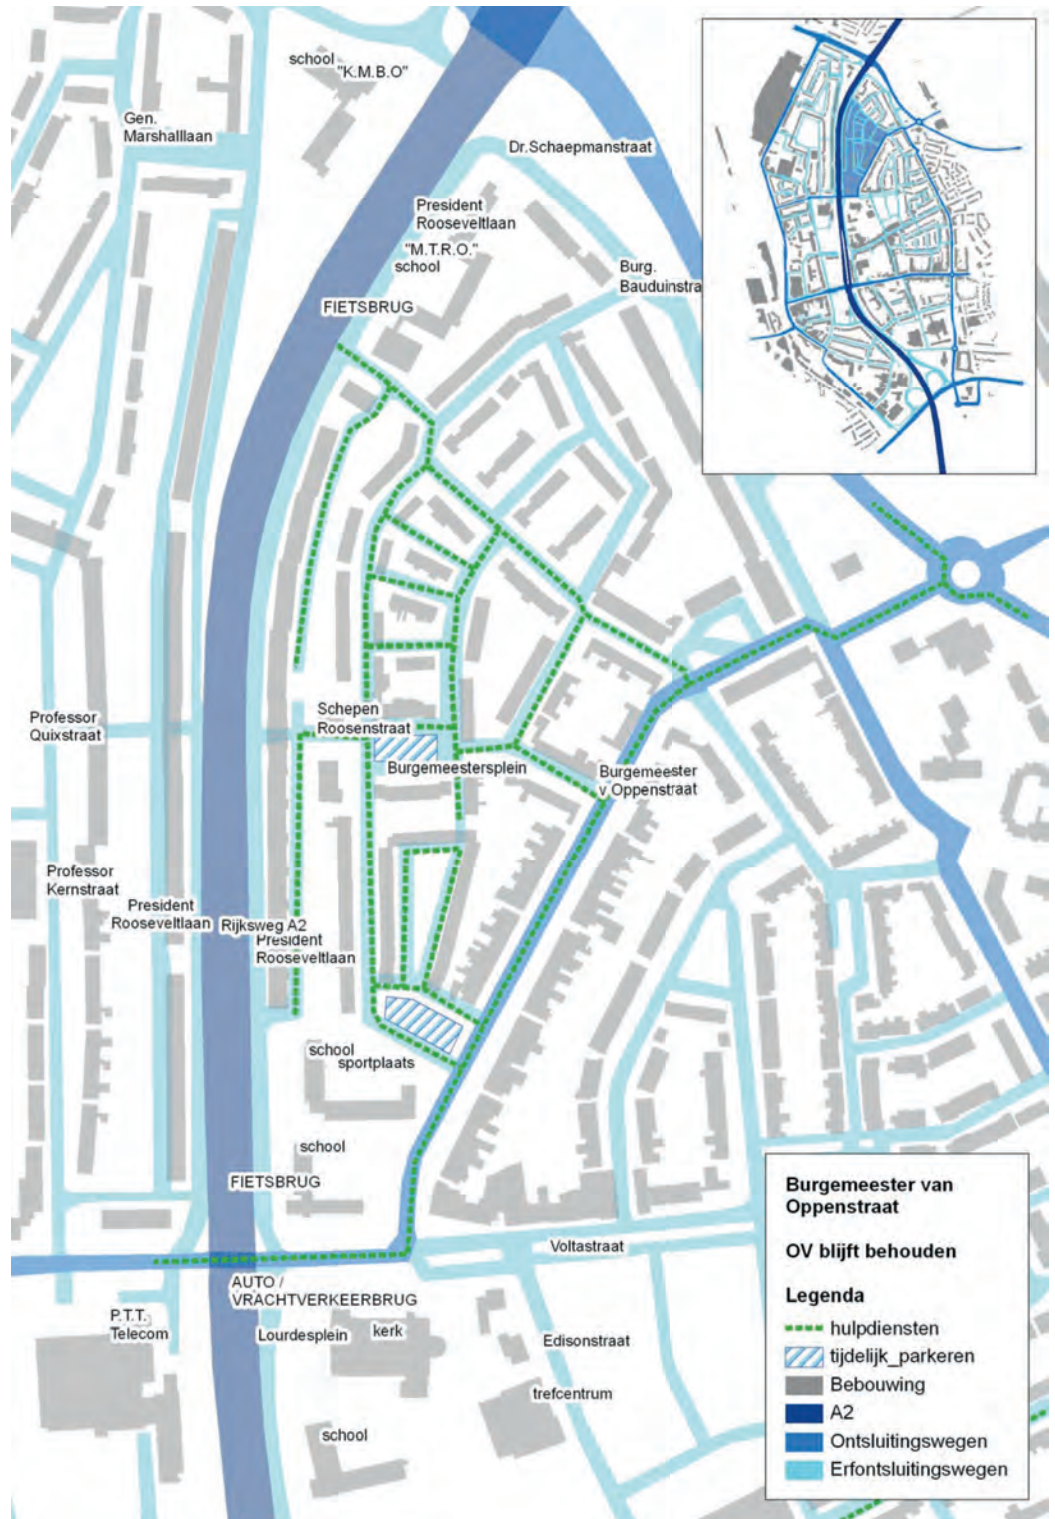 school
"K.M.B.O"
Gen.
Marshalllaan
Dr.Schaepmanstraat
President
Rooseveltlaan
"M.T.R.O."
school
Burg.
Bauduinstra
FIETSBRUG
Schepen
Roosenstraat
Professor
Quixstraat
Burgemeestersplein
Burgemeester
v Oppenstraat
Professor
Kernstraat
President
Rooseveltlaan
Rijksweg A2
President
Rooseveltlaan
school
sportplaats
school
FIETSBRUG
Voltastraat
AUTO /
VRACHTVERKEERBRUG
P.T.T.
Telecom
Lourdesplein
kerk
Edisonstraat
trefcentrum
school
Burgemeester van
Oppenstraat
OV blijft behouden
Legenda
hulpdiensten
tijdelijk_parkeren
Bebouwing
A2
Ontsluitingswegen
Erfontsluitingswegen